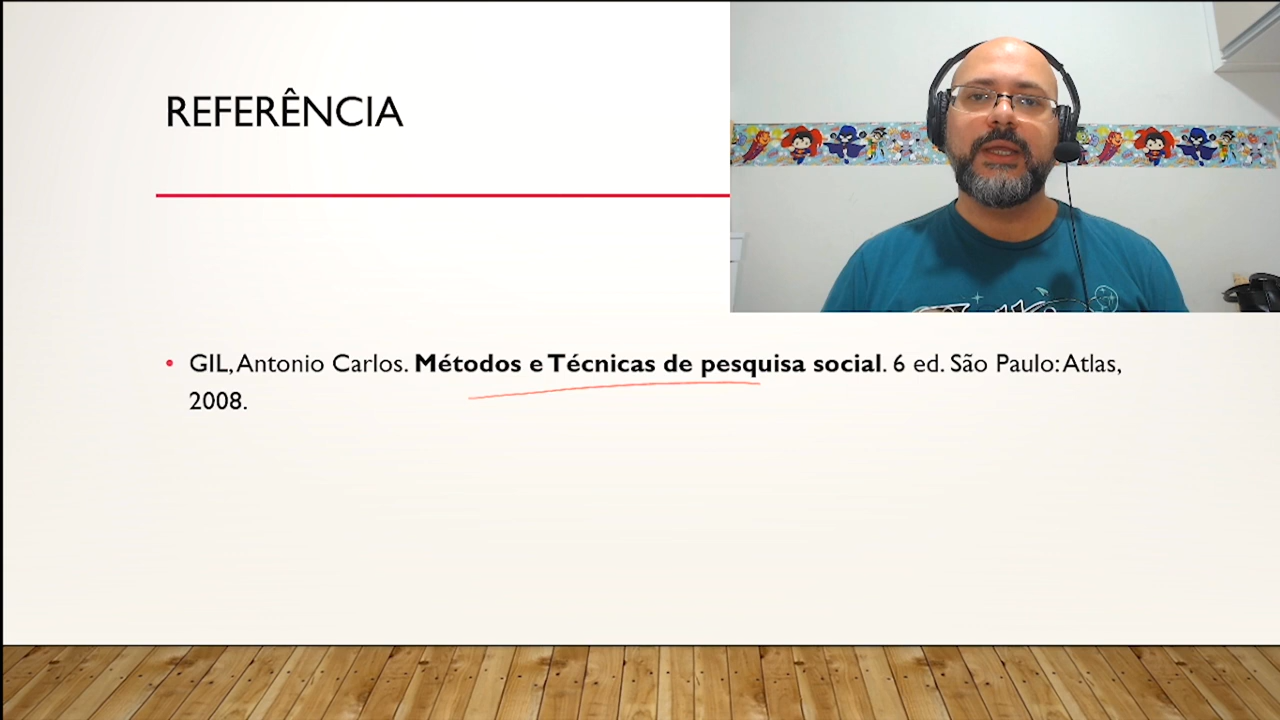 REFERÊNCIA
• GIL, Antonio Carlos. Métodos e Técnicas de pesquisa social. 6 ed. São Paulo: Atlas,
2008.